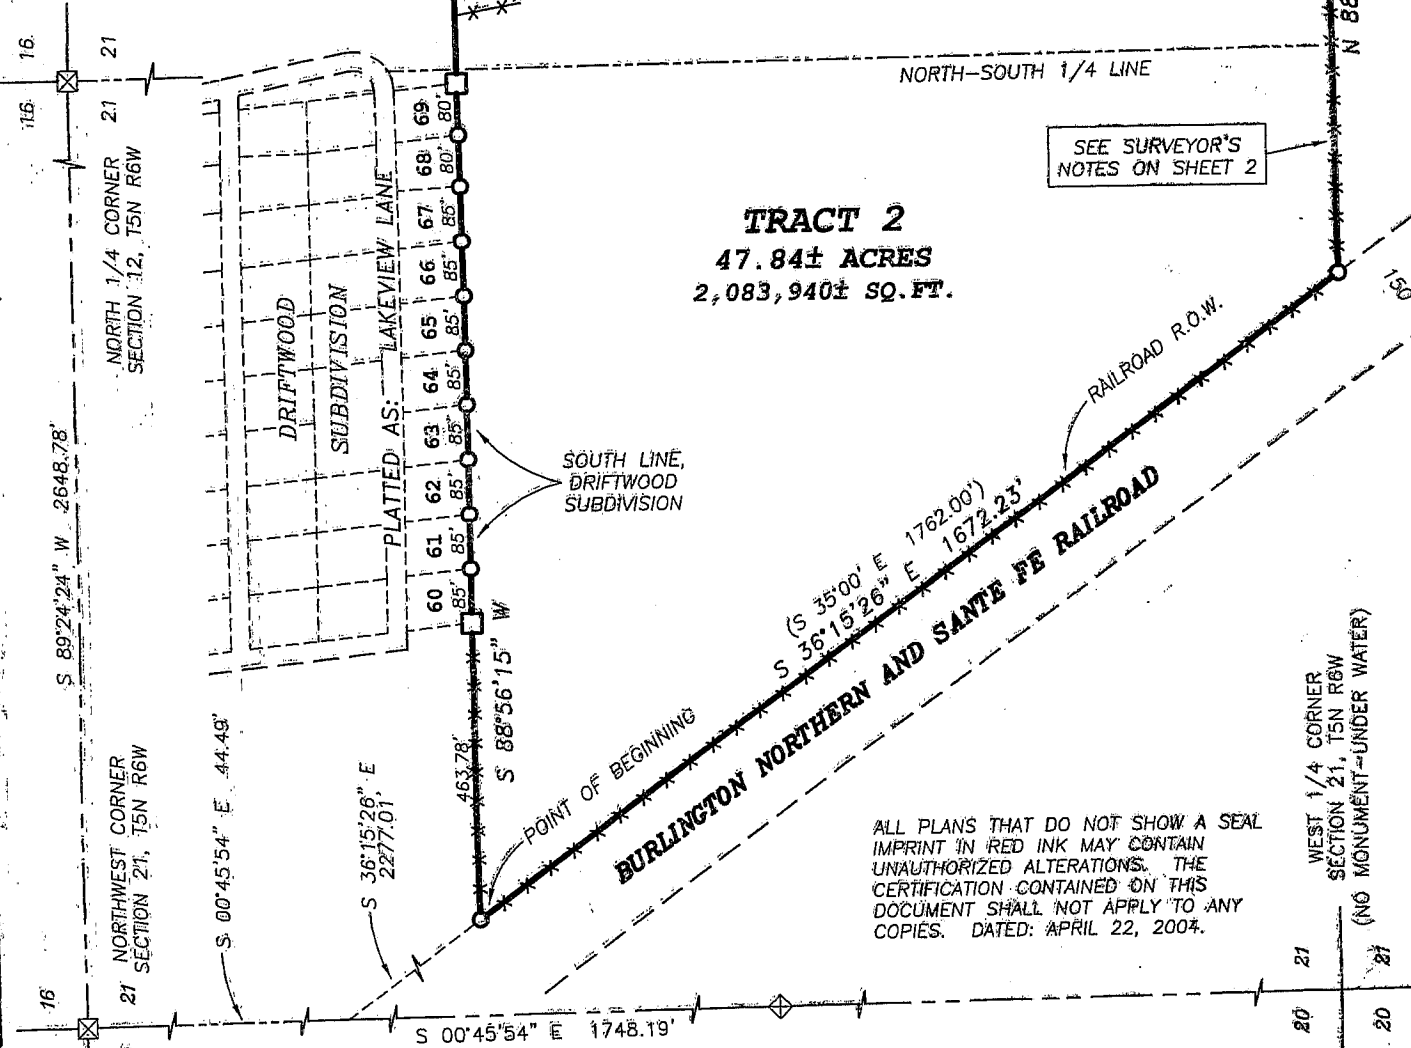 16
21
16
21
NORTH 1/4 CORNER
SECTION 12, T5N R6W
S 89°24'24" W 2648.78'
NORTHWEST CORNER
SECTION 21, T5N R6W
16
21
DRIFTWOOD
SUBDIVISION
PLATTED AS: LAKEVIEW LANE
69 80'
68 80'
67 85'
66 85'
65 85'
64 85'
63 85'
62 85'
61 85'
60 85'
NORTH-SOUTH 1/4 LINE
N 88
SEE SURVEYOR'S
NOTES ON SHEET 2
TRACT 2
47.84± ACRES
2,083,940± SQ.FT.
150
RAILROAD R.O.W.
SOUTH LINE,
DRIFTWOOD
SUBDIVISION
(S 35°00' E 1762.00')
S 36°15'26" E 1672.23'
BURLINGTON NORTHERN AND SANTE FE RAILROAD
S 88°56'15" W
463.78'
POINT OF BEGINNING
S 00°45'54" E 44.49'
S 36°15'26" E
2277.01'
ALL PLANS THAT DO NOT SHOW A SEAL
IMPRINT IN RED INK MAY CONTAIN
UNAUTHORIZED ALTERATIONS. THE
CERTIFICATION CONTAINED ON THIS
DOCUMENT SHALL NOT APPLY TO ANY
COPIES. DATED: APRIL 22, 2004.
WEST 1/4 CORNER
SECTION 21, T5N R6W
(NO MONUMENT-UNDER WATER)
21
21
20
20
S 00°45'54" E 1748.19'